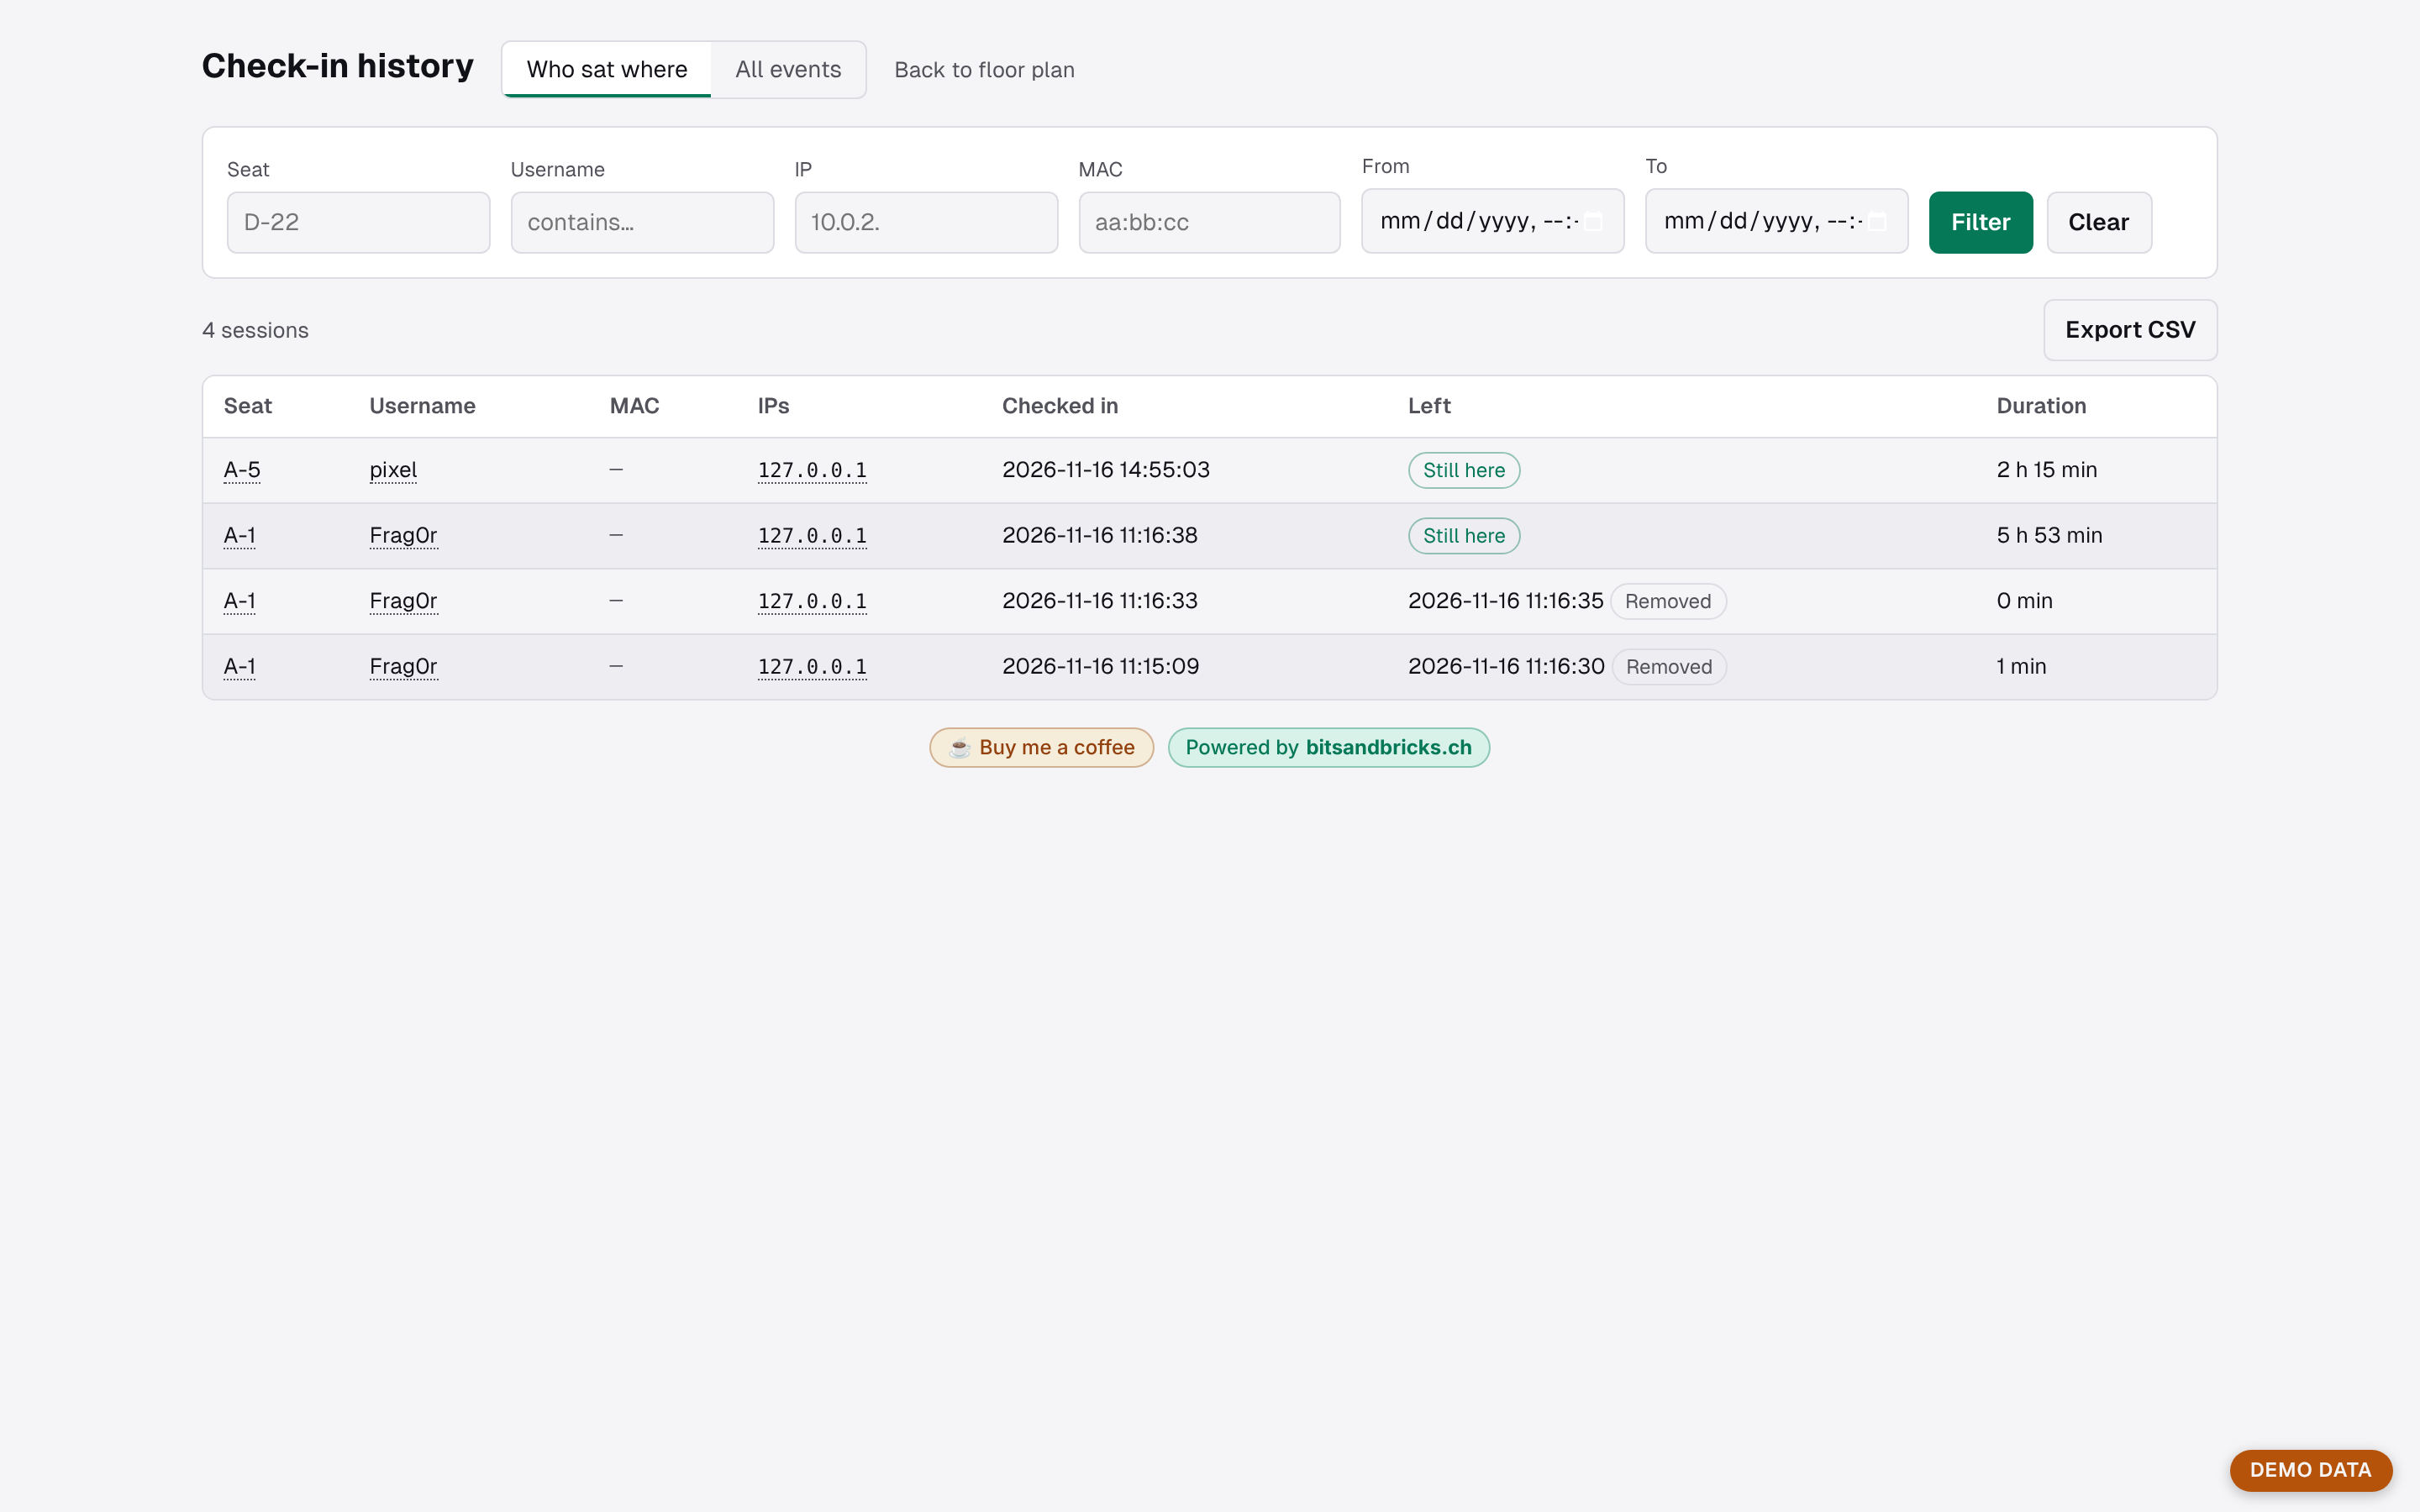 Check-in history
Who sat where
All events
Back to floor plan
Seat
Username
IP
MAC
From
To
D-22
contains...
10.0.2.
aa:bb:cc
mm/dd/yyyy, --:-
mm/dd/yyyy, --:-
Filter
Clear
4 sessions
Export CSV
Seat Username MAC IPs Checked in Left Duration
A-5 pixel – 127.0.0.1 2026-11-16 14:55:03 Still here 2 h 15 min
A-1 Frag0r – 127.0.0.1 2026-11-16 11:16:38 Still here 5 h 53 min
A-1 Frag0r – 127.0.0.1 2026-11-16 11:16:33 2026-11-16 11:16:35 Removed 0 min
A-1 Frag0r – 127.0.0.1 2026-11-16 11:15:09 2026-11-16 11:16:30 Removed 1 min
☕ Buy me a coffee
Powered by bitsandbricks.ch
DEMO DATA